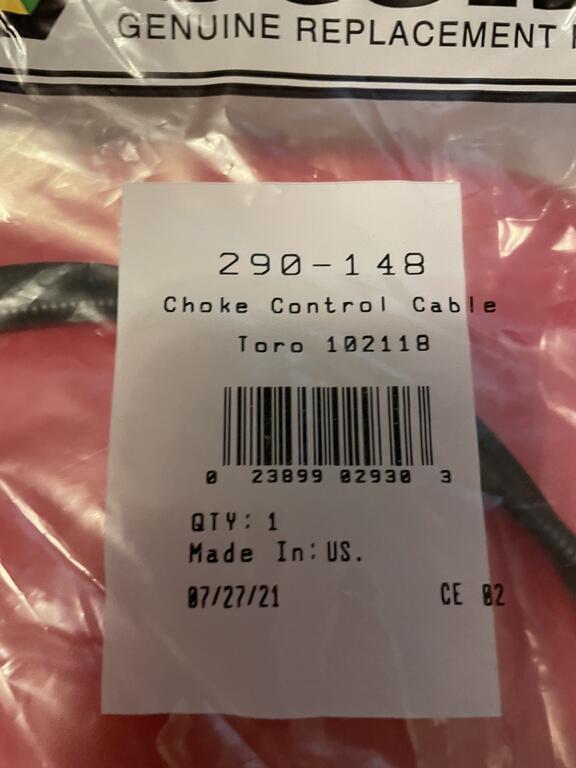 GENUINE REPLACEMENT
290-148
Choke Control Cable
Toro 102118
0 23899 02930 3
QTY: 1
Made In: US.
07/27/21 CE 02